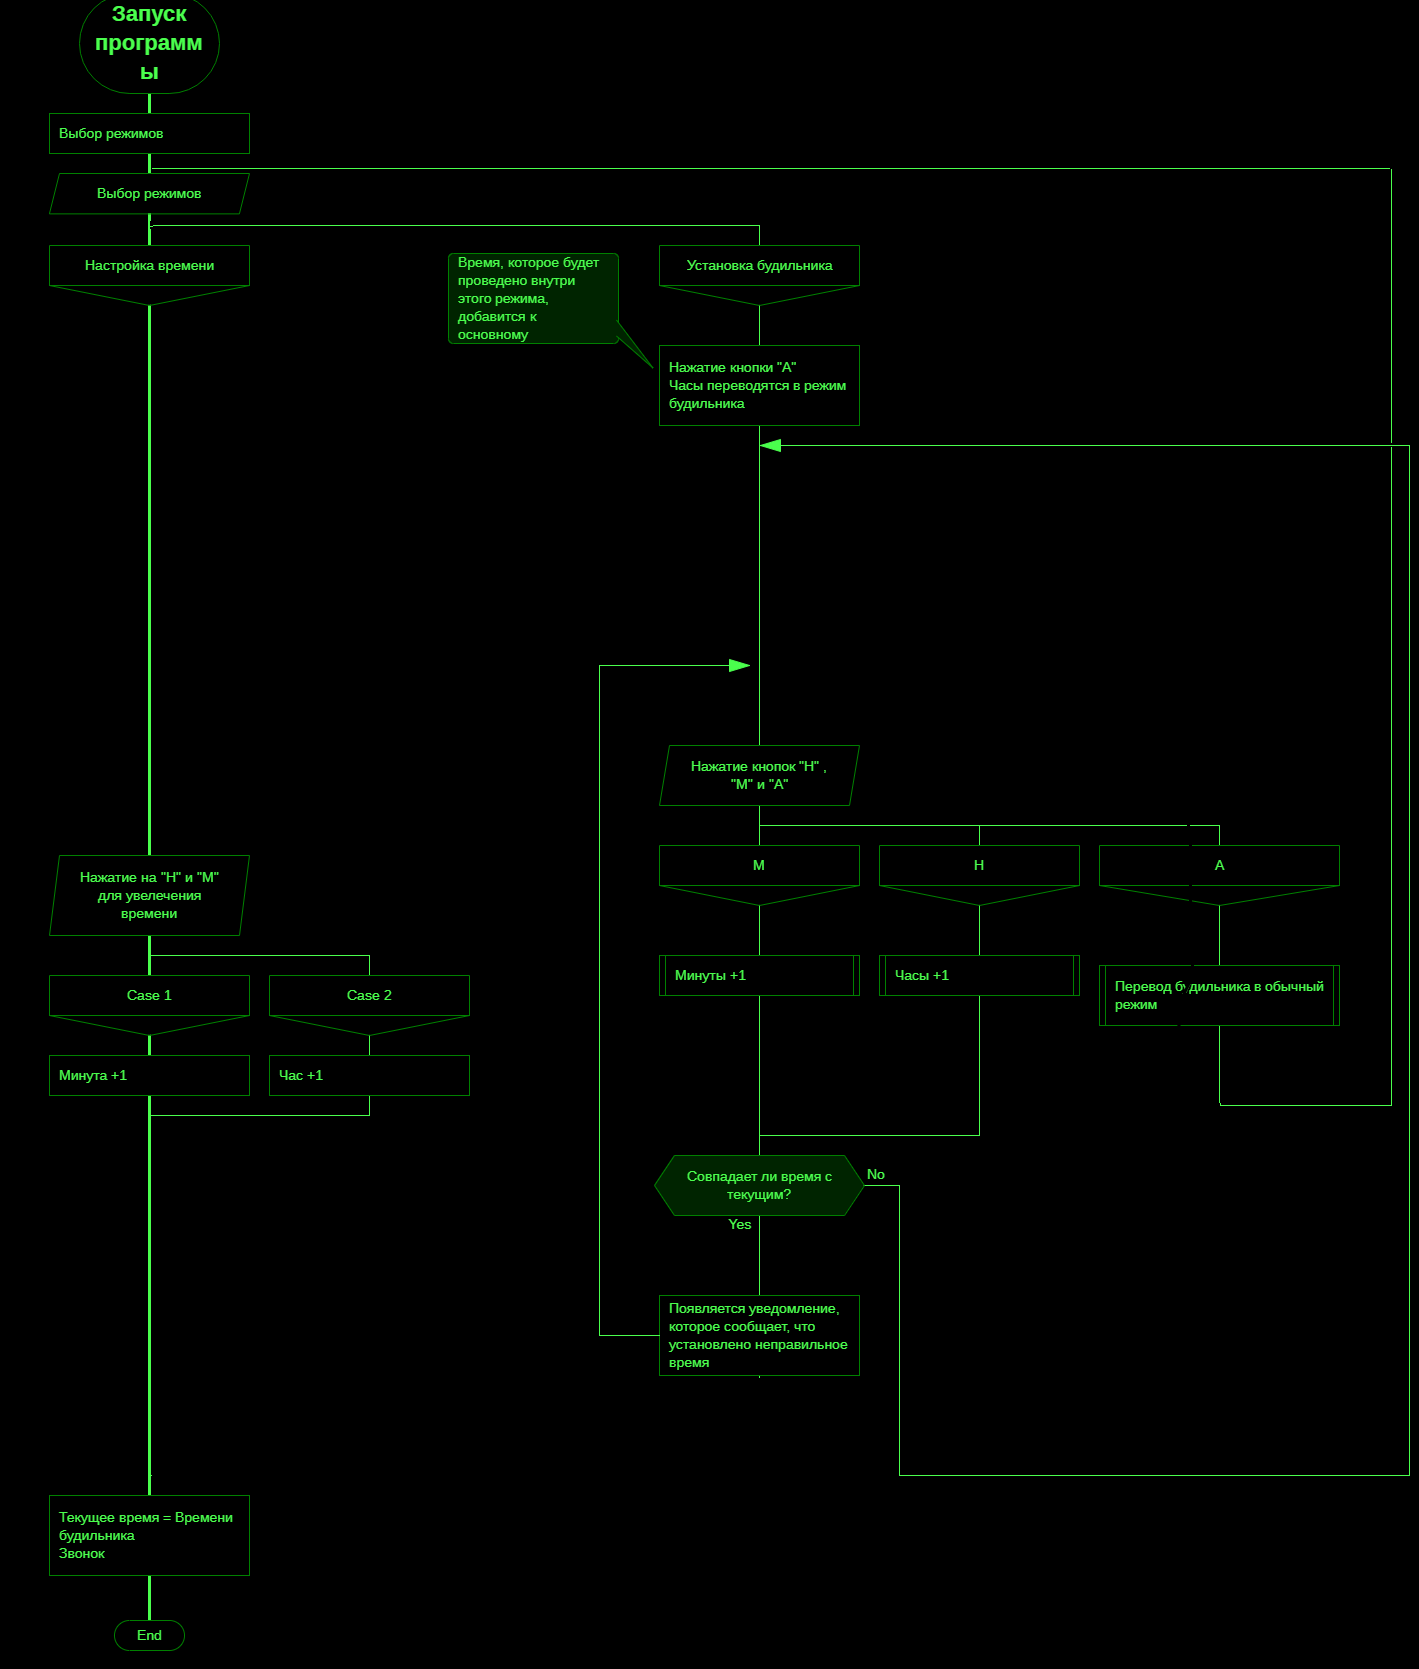 Запуск
программ
ы
Выбор режимов
Выбор режимов
Настройка времени
Время, которое будет
проведено внутри
этого режима,
добавится к
основному
Установка будильника
Нажатие кнопки "А"
Часы переводятся в режим
будильника
Нажатие кнопок "Н" ,
"М" и "А"
М
Н
А
Нажатие на "Н" и "М"
для увелечения
времени
Минуты +1
Часы +1
Перевод будильника в обычный
режим
Case 1
Case 2
Минута +1
Час +1
Совпадает ли время с
текущим?
No
Yes
Появляется уведомление,
которое сообщает, что
установлено неправильное
время
Текущее время = Времени
будильника
Звонок
End